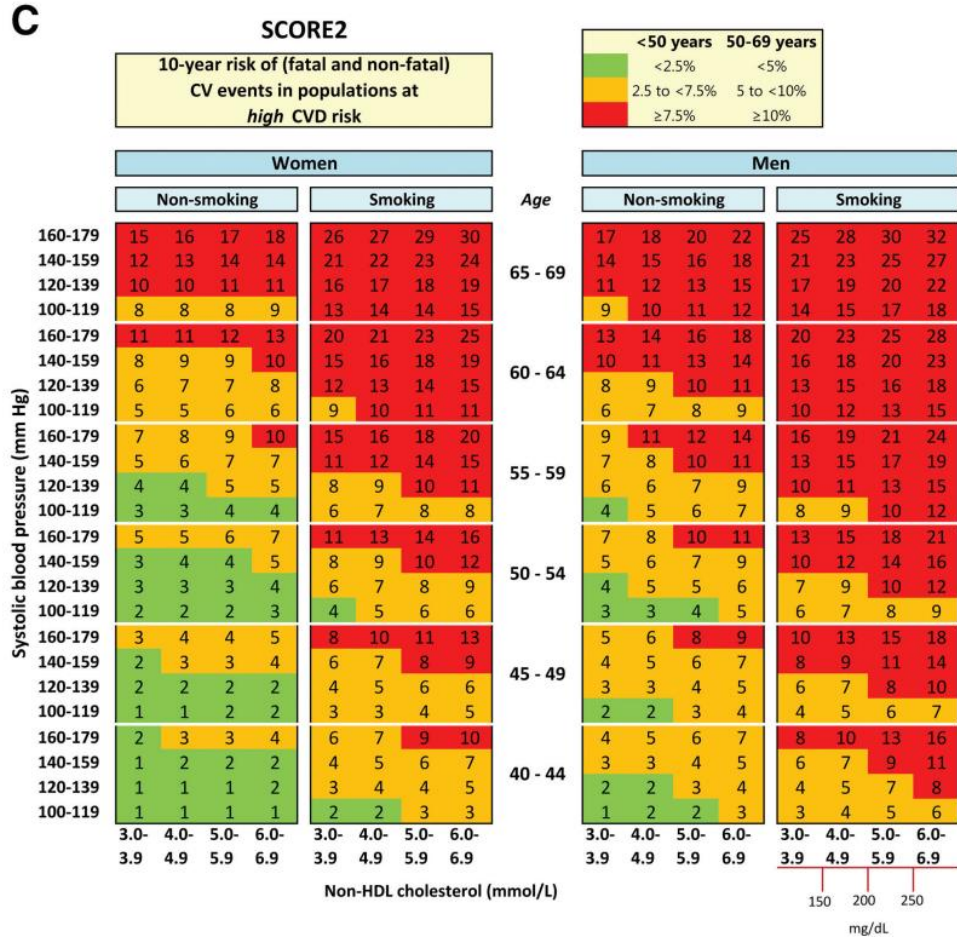 C
SCORE2
10-year risk of (fatal and non-fatal)
CV events in populations at
high CVD risk
<50 years 50-69 years
<2.5% <5%
2.5 to <7.5% 5 to <10%
≥7.5% ≥10%
Women Men
Non-smoking Smoking Age Non-smoking Smoking
Systolic blood pressure (mm Hg)
160-179 15 16 17 18 26 27 29 30 17 18 20 22 25 28 30 32
140-159 12 13 14 14 21 22 23 24 14 15 16 18 21 23 25 27
65 - 69
120-139 10 10 11 11 16 17 18 19 11 12 13 15 17 19 20 22
100-119 8 8 8 9 13 14 14 15 9 10 11 12 14 15 17 18
160-179 11 11 12 13 20 21 23 25 13 14 16 18 20 23 25 28
140-159 8 9 9 10 15 16 18 19 10 11 13 14 16 18 20 23
60 - 64
120-139 6 7 7 8 12 13 14 15 8 9 10 11 13 15 16 18
100-119 5 5 6 6 9 10 11 11 6 7 8 9 10 12 13 15
160-179 7 8 9 10 15 16 18 20 9 11 12 14 16 19 21 24
140-159 5 6 7 7 11 12 14 15 7 8 10 11 13 15 17 19
55 - 59
120-139 4 4 5 5 8 9 10 11 6 6 7 9 10 11 13 15
100-119 3 3 4 4 6 7 8 8 4 5 6 7 8 9 10 12
160-179 5 5 6 7 11 13 14 16 7 8 10 11 13 15 18 21
140-159 3 4 4 5 8 9 10 12 5 6 7 9 10 12 14 16
50 - 54
120-139 3 3 3 4 6 7 8 9 4 5 5 6 7 9 10 12
100-119 2 2 2 3 4 5 6 6 3 3 4 5 6 7 8 9
160-179 3 4 4 5 8 10 11 13 5 6 8 9 10 13 15 18
140-159 2 3 3 4 6 7 8 9 4 5 6 7 8 9 11 14
45 - 49
120-139 2 2 2 2 4 5 6 6 3 3 4 5 6 7 8 10
100-119 1 1 2 2 3 3 4 5 2 2 3 4 4 5 6 7
160-179 2 3 3 4 6 7 9 10 4 5 6 7 8 10 13 16
140-159 1 2 2 2 4 5 6 7 3 3 4 5 6 7 9 11
40 - 44
120-139 1 1 1 2 3 4 4 5 2 2 3 4 4 5 7 8
100-119 1 1 1 1 2 2 3 3 1 2 2 3 3 4 5 6
3.0- 4.0- 5.0- 6.0- 3.0- 4.0- 5.0- 6.0- 3.0- 4.0- 5.0- 6.0- 3.0- 4.0- 5.0- 6.0-
3.9 4.9 5.9 6.9 3.9 4.9 5.9 6.9 3.9 4.9 5.9 6.9 3.9 4.9 5.9 6.9
Non-HDL cholesterol (mmol/L)
150 200 250
mg/dL